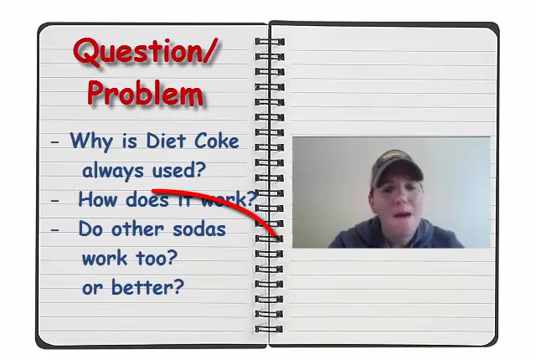 Question/
Problem
- Why is Diet Coke
always used?
- How does it work?
- Do other sodas
work too?
or better?